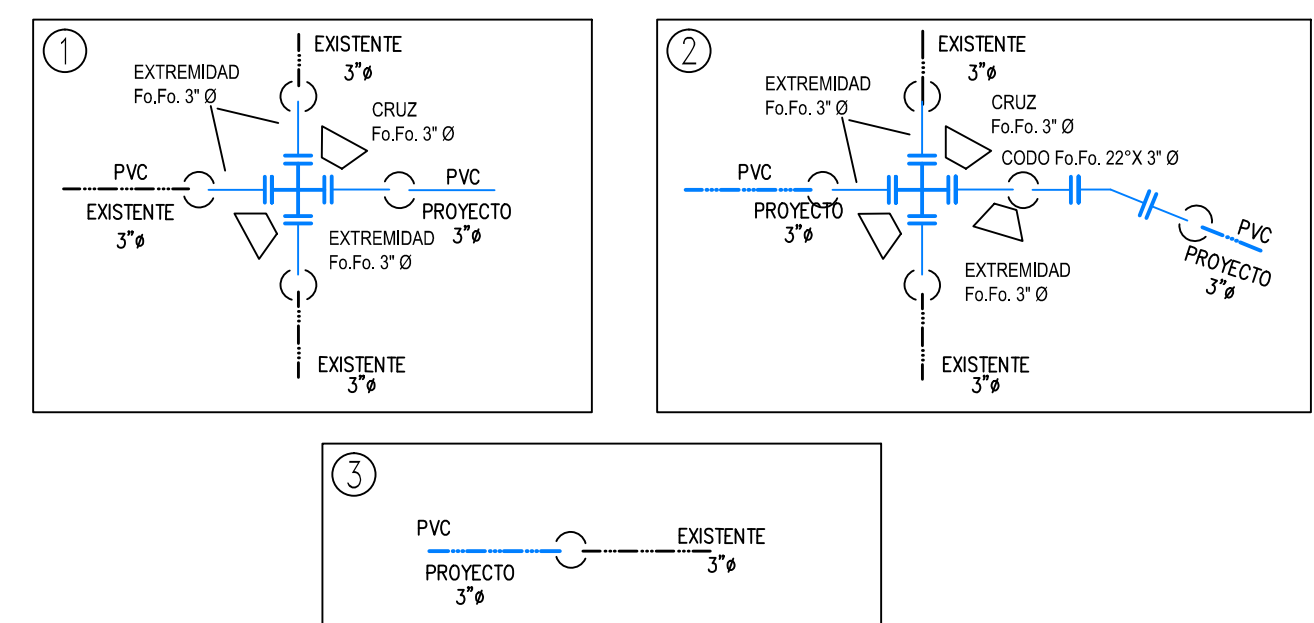 1
EXISTENTE
3"ø
EXTREMIDAD
Fo.Fo. 3" Ø
CRUZ
Fo.Fo. 3" Ø
PVC
EXISTENTE
3"ø
PVC
PROYECTO
3"ø
EXTREMIDAD
Fo.Fo. 3" Ø
EXISTENTE
3"ø
2
EXISTENTE
3"ø
EXTREMIDAD
Fo.Fo. 3" Ø
CRUZ
Fo.Fo. 3" Ø
CODO Fo.Fo. 22°X 3" Ø
PVC
PROYECTO
3"ø
PVC
PROYECTO
3"ø
EXTREMIDAD
Fo.Fo. 3" Ø
EXISTENTE
3"ø
3
PVC
PROYECTO
3"ø
EXISTENTE
3"ø